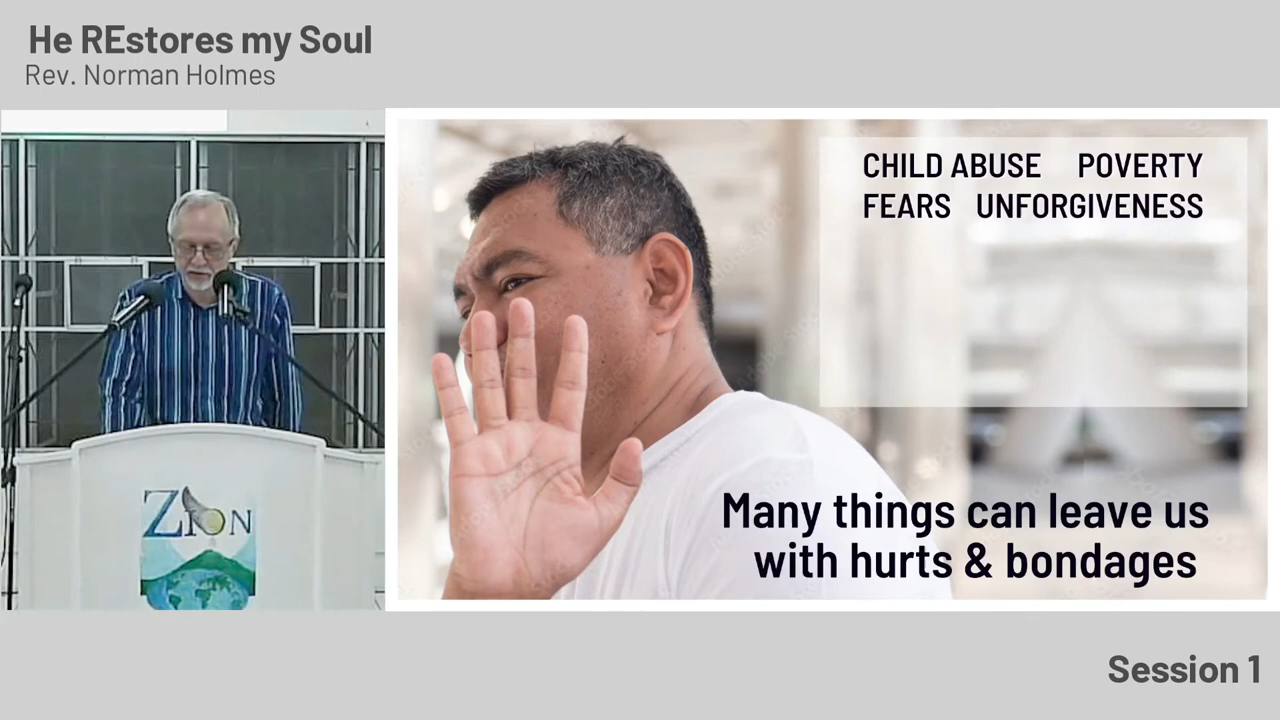 He REstores my Soul
Rev. Norman Holmes
CHILD ABUSE POVERTY
FEARS UNFORGIVENESS
Many things can leave us
with hurts & bondages
ZION
Session 1